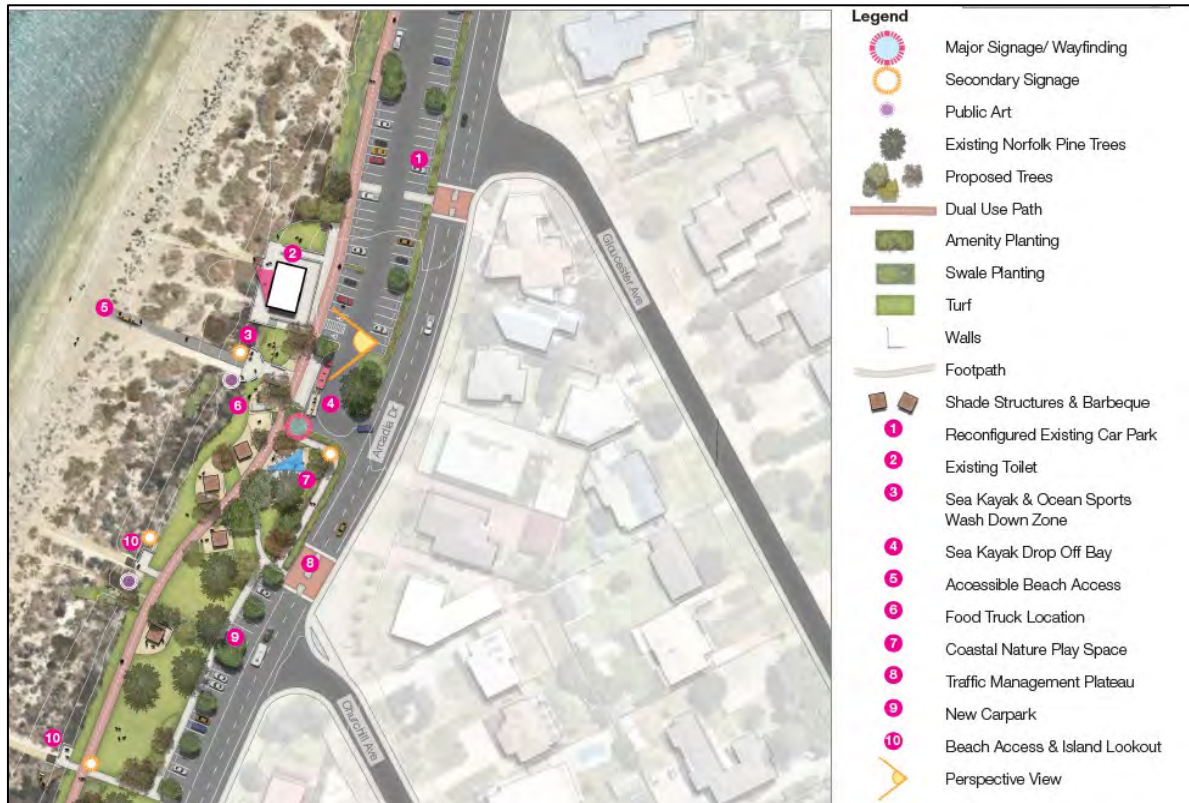 Legend
Major Signage/ Wayfinding
Secondary Signage
Public Art
Existing Norfolk Pine Trees
Proposed Trees
Dual Use Path
Amenity Planting
Swale Planting
Turf
Walls
Footpath
Shade Structures & Barbeque
1 Reconfigured Existing Car Park
2 Existing Toilet
3 Sea Kayak & Ocean Sports
Wash Down Zone
4 Sea Kayak Drop Off Bay
5 Accessible Beach Access
6 Food Truck Location
7 Coastal Nature Play Space
8 Traffic Management Plateau
9 New Carpark
10 Beach Access & Island Lookout
Perspective View
1
2
5
3
6
4
7
10
8
9
10
Gloucester Ave
Arcadia Dr
Churchill Ave